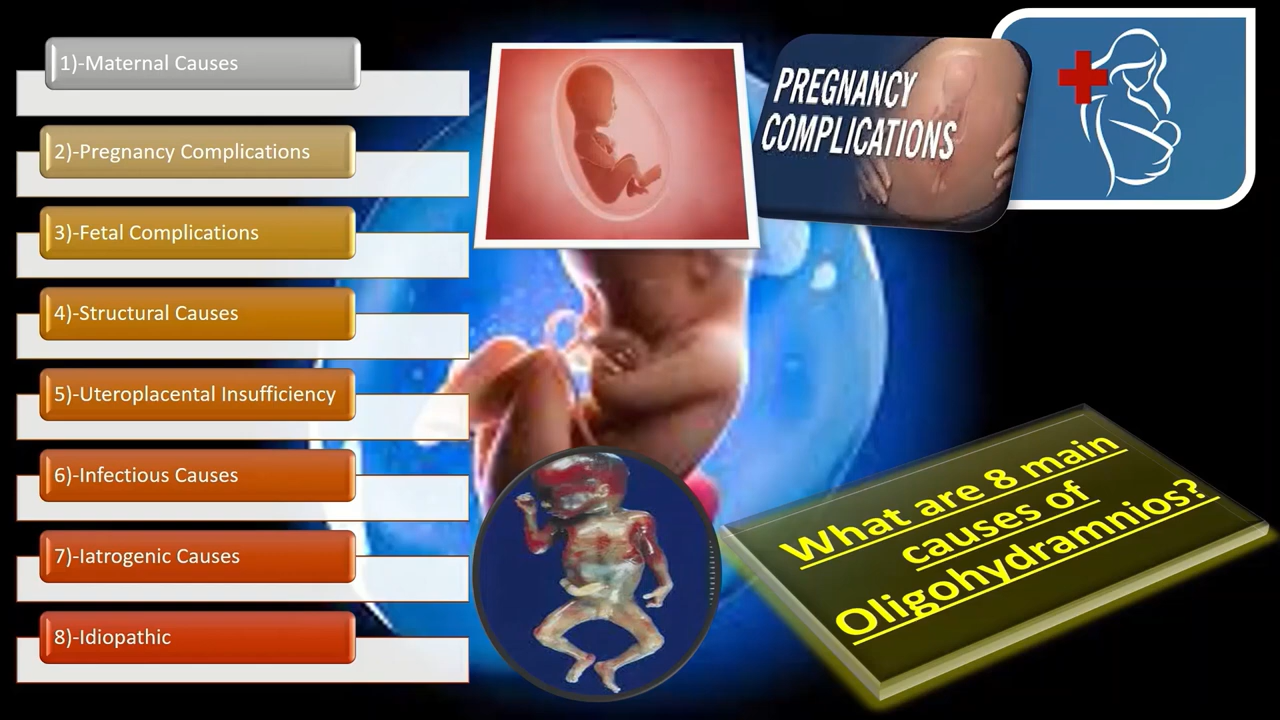 1)-Maternal Causes
2)-Pregnancy Complications
3)-Fetal Complications
4)-Structural Causes
5)-Uteroplacental Insufficiency
6)-Infectious Causes
7)-Iatrogenic Causes
8)-Idiopathic
PREGNANCY
COMPLICATIONS
What are 8 main
causes of
Oligohydramnios?